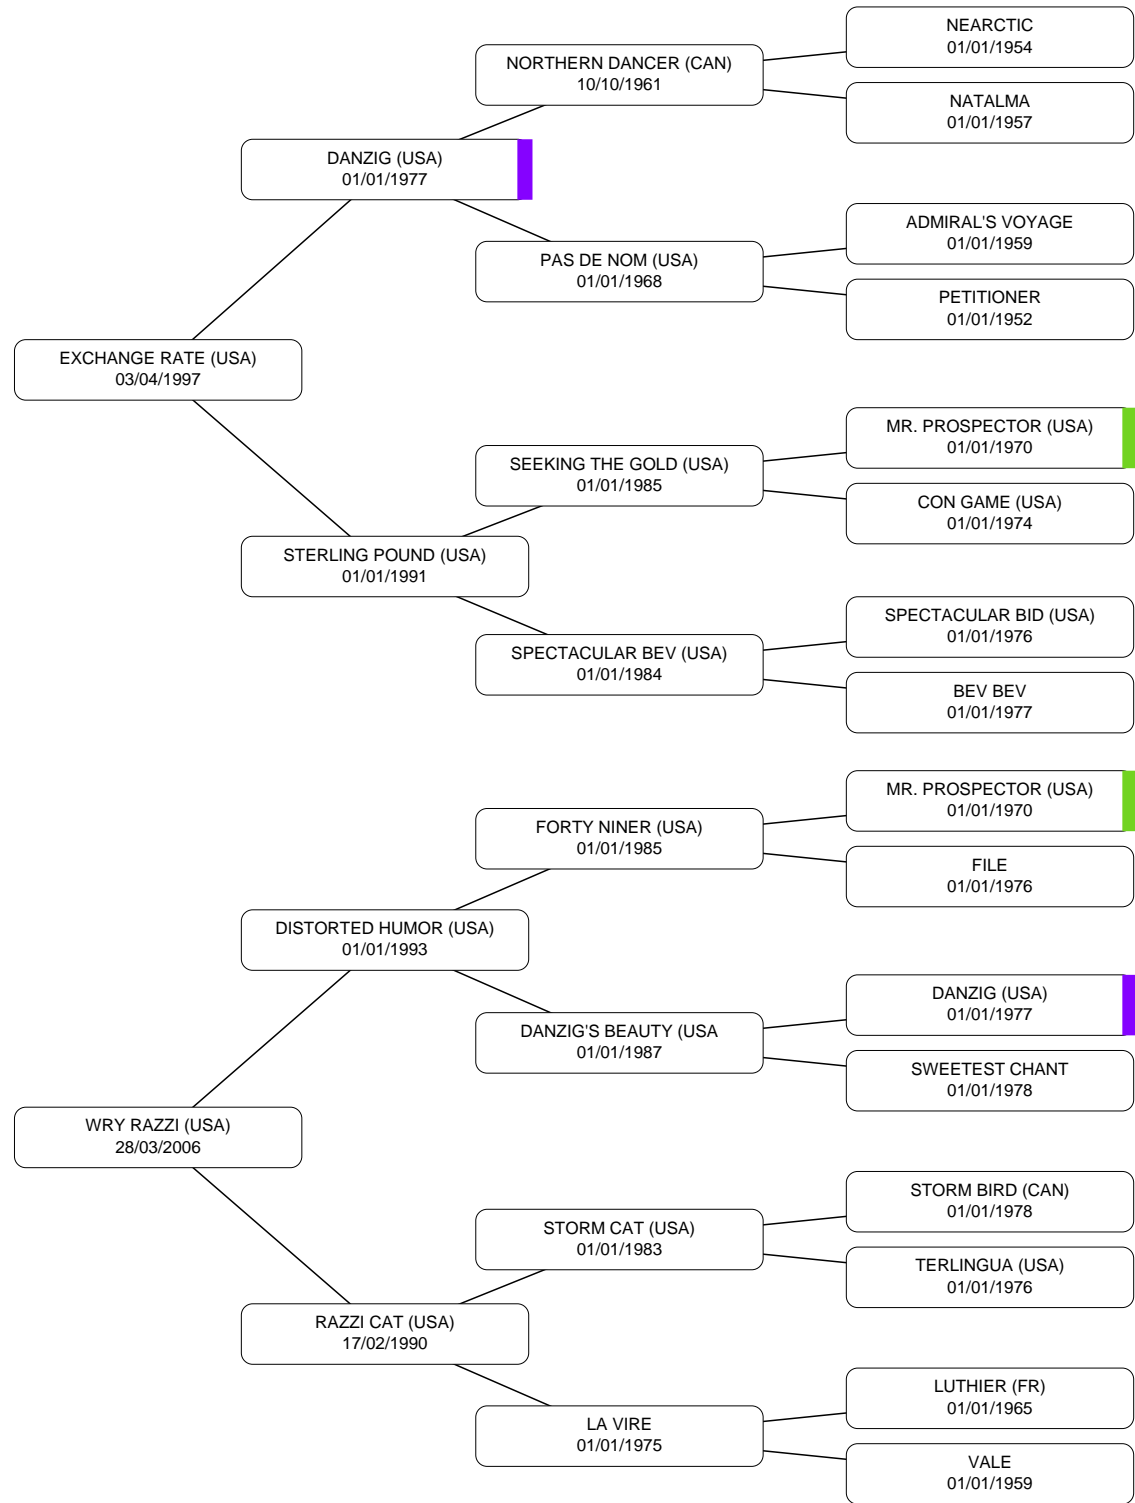 NEARCTIC
01/01/1954
NORTHERN DANCER (CAN)
10/10/1961
NATALMA
01/01/1957
DANZIG (USA)
01/01/1977
ADMIRAL'S VOYAGE
01/01/1959
PAS DE NOM (USA)
01/01/1968
PETITIONER
01/01/1952
EXCHANGE RATE (USA)
03/04/1997
MR. PROSPECTOR (USA)
01/01/1970
SEEKING THE GOLD (USA)
01/01/1985
CON GAME (USA)
01/01/1974
STERLING POUND (USA)
01/01/1991
SPECTACULAR BID (USA)
01/01/1976
SPECTACULAR BEV (USA)
01/01/1984
BEV BEV
01/01/1977
MR. PROSPECTOR (USA)
01/01/1970
FORTY NINER (USA)
01/01/1985
FILE
01/01/1976
DISTORTED HUMOR (USA)
01/01/1993
DANZIG (USA)
01/01/1977
DANZIG'S BEAUTY (USA
01/01/1987
SWEETEST CHANT
01/01/1978
WRY RAZZI (USA)
28/03/2006
STORM BIRD (CAN)
01/01/1978
STORM CAT (USA)
01/01/1983
TERLINGUA (USA)
01/01/1976
RAZZI CAT (USA)
17/02/1990
LUTHIER (FR)
01/01/1965
LA VIRE
01/01/1975
VALE
01/01/1959